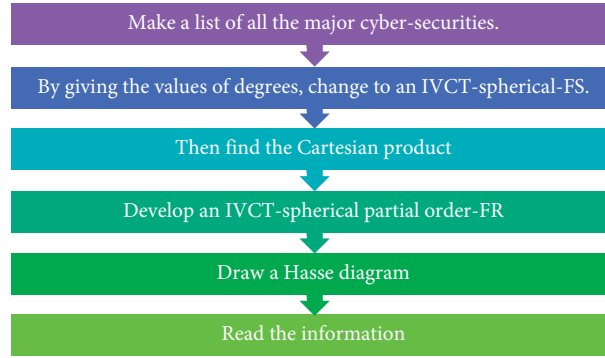 Make a list of all the major cyber-securities.
By giving the values of degrees, change to an IVCT-spherical-FS.
Then find the Cartesian product
Develop an IVCT-spherical partial order-FR
Draw a Hasse diagram
Read the information